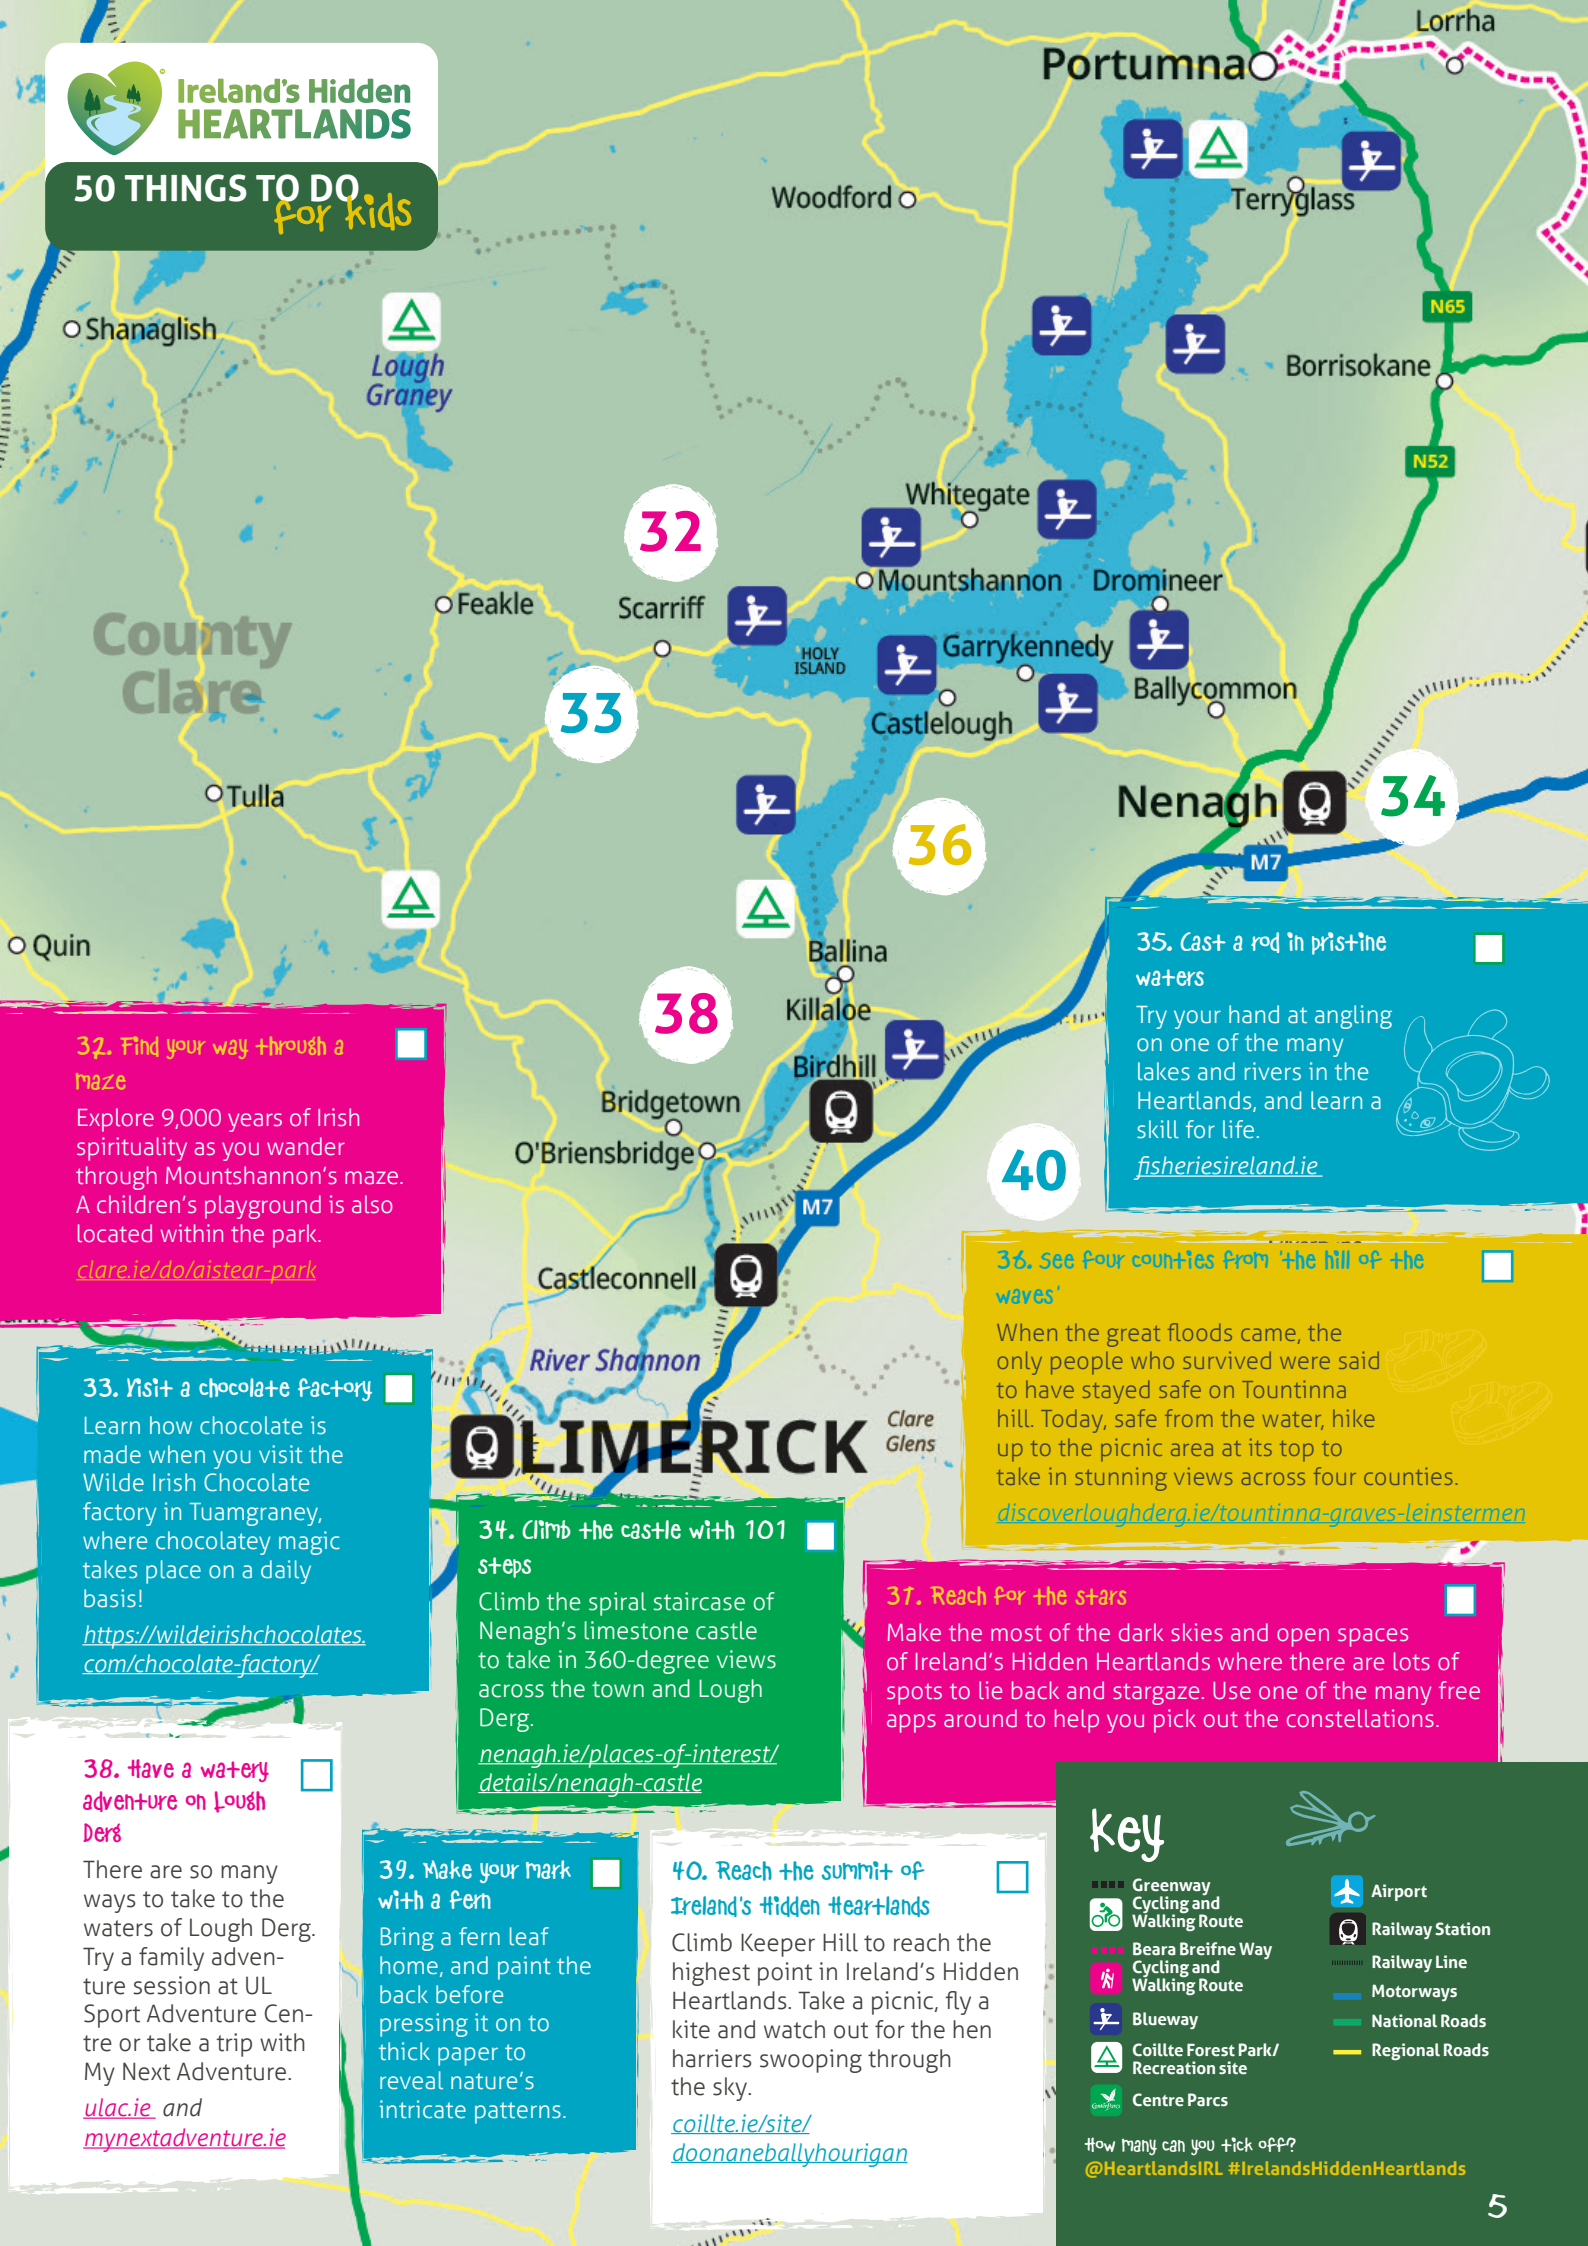 Ireland's Hidden
HEARTLANDS
50 THINGS TO DO
for kids
Lorrha
Portumna
Woodford
Terryglass
N65
Shanaglish
Lough
Graney
Borrisokane
N52
Whitegate
32
Mountshannon
Dromineer
Feakle
Scarriff
County
Clare
HOLY
ISLAND
Garrykennedy
33
Ballycommon
Castlelough
Tulla
Nenagh
34
36
M7
Quin
Ballina
38
Killaloe
Birdhill
Bridgetown
O'Briensbridge
40
M7
Castleconnell
River Shannon
LIMERICK
Clare
Glens
32. Find your way through a
maze
Explore 9,000 years of Irish
spirituality as you wander
through Mountshannon's maze.
A children's playground is also
located within the park.
clare.ie/do/aistear-park
33. Visit a chocolate factory
Learn how chocolate is
made when you visit the
Wilde Irish Chocolate
factory in Tuamgraney,
where chocolatey magic
takes place on a daily
basis!
https://wildeirishchocolates.
com/chocolate-factory/
34. Climb the castle with 101
steps
Climb the spiral staircase of
Nenagh's limestone castle
to take in 360-degree views
across the town and Lough
Derg.
nenagh.ie/places-of-interest/
details/nenagh-castle
35. Cast a rod in pristine
waters
Try your hand at angling
on one of the many
lakes and rivers in the
Heartlands, and learn a
skill for life.
fisheriesireland.ie
36. See four counties from 'the hill of the
waves'
When the great floods came, the
only people who survived were said
to have stayed safe on Tountinna
hill. Today, safe from the water, hike
up to the picnic area at its top to
take in stunning views across four counties.
discoverloughderg.ie/tountinna-graves-leinstermen
37. Reach for the stars
Make the most of the dark skies and open spaces
of Ireland's Hidden Heartlands where there are lots of
spots to lie back and stargaze. Use one of the many free
apps around to help you pick out the constellations.
38. Have a watery
adventure on Lough
Derg
There are so many
ways to take to the
waters of Lough Derg.
Try a family adven-
ture session at UL
Sport Adventure Cen-
tre or take a trip with
My Next Adventure.
ulac.ie and
mynextadventure.ie
39. Make your mark
with a fern
Bring a fern leaf
home, and paint the
back before
pressing it on to
thick paper to
reveal nature's
intricate patterns.
40. Reach the summit of
Ireland's Hidden Heartlands
Climb Keeper Hill to reach the
highest point in Ireland's Hidden
Heartlands. Take a picnic, fly a
kite and watch out for the hen
harriers swooping through
the sky.
coillte.ie/site/
doonaneballyhourigan
Key
Greenway
Cycling and
Walking Route
Beara Breifne Way
Cycling and
Walking Route
Blueway
Coillte Forest Park/
Recreation site
Centre Parcs
Airport
Railway Station
Railway Line
Motorways
National Roads
Regional Roads
How many can you tick off?
@HeartlandsIRL #IrelandsHiddenHeartlands
5